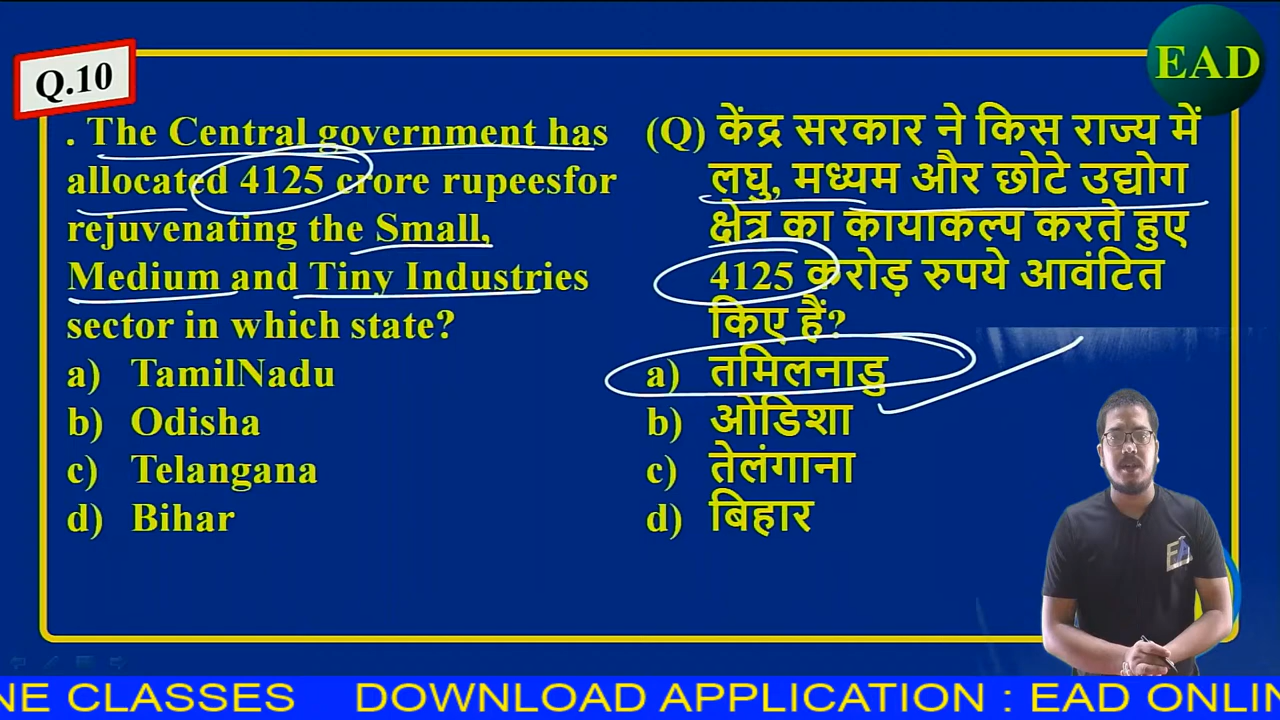 Q.10
EAD
. The Central government has
allocated 4125 crore rupeesfor
rejuvenating the Small,
Medium and Tiny Industries
sector in which state?
a) TamilNadu
b) Odisha
c) Telangana
d) Bihar
(Q) केंद्र सरकार ने किस राज्य में
लघु, मध्यम और छोटे उद्योग
क्षेत्र का कायाकल्प करते हुए
4125 करोड़ रुपये आवंटित
किए हैं?
a) तमिलनाडु
b) ओडिशा
c) तेलंगाना
d) बिहार
NE CLASSES DOWNLOAD APPLICATION : EAD ONLIN